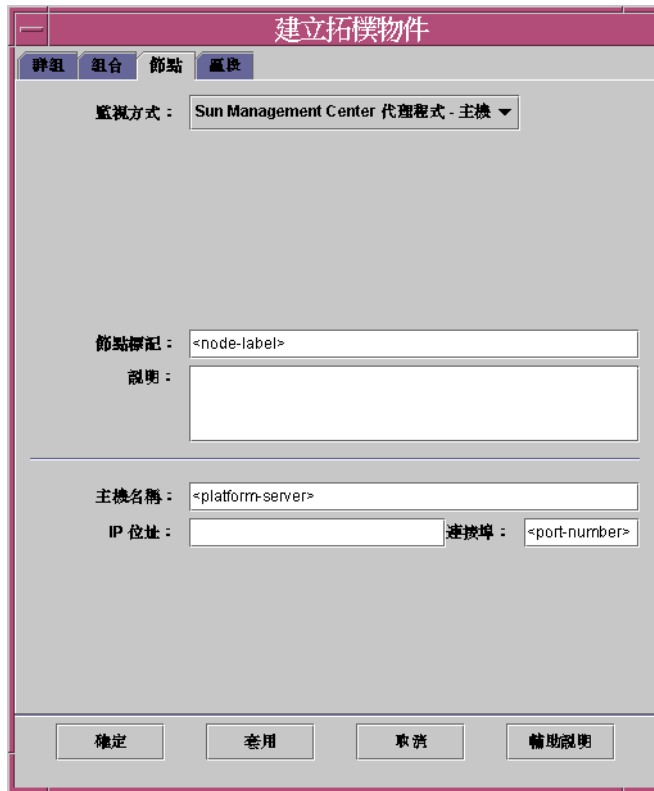 建立拓樸物件
群組 組合 節點 區段
監視方式： Sun Management Center 代理程式 - 主機
節點標記： <node-label>
說明：
主機名稱： <platform-server>
IP 位址： 連接埠： <port-number>
確定 套用 取消 輔助說明